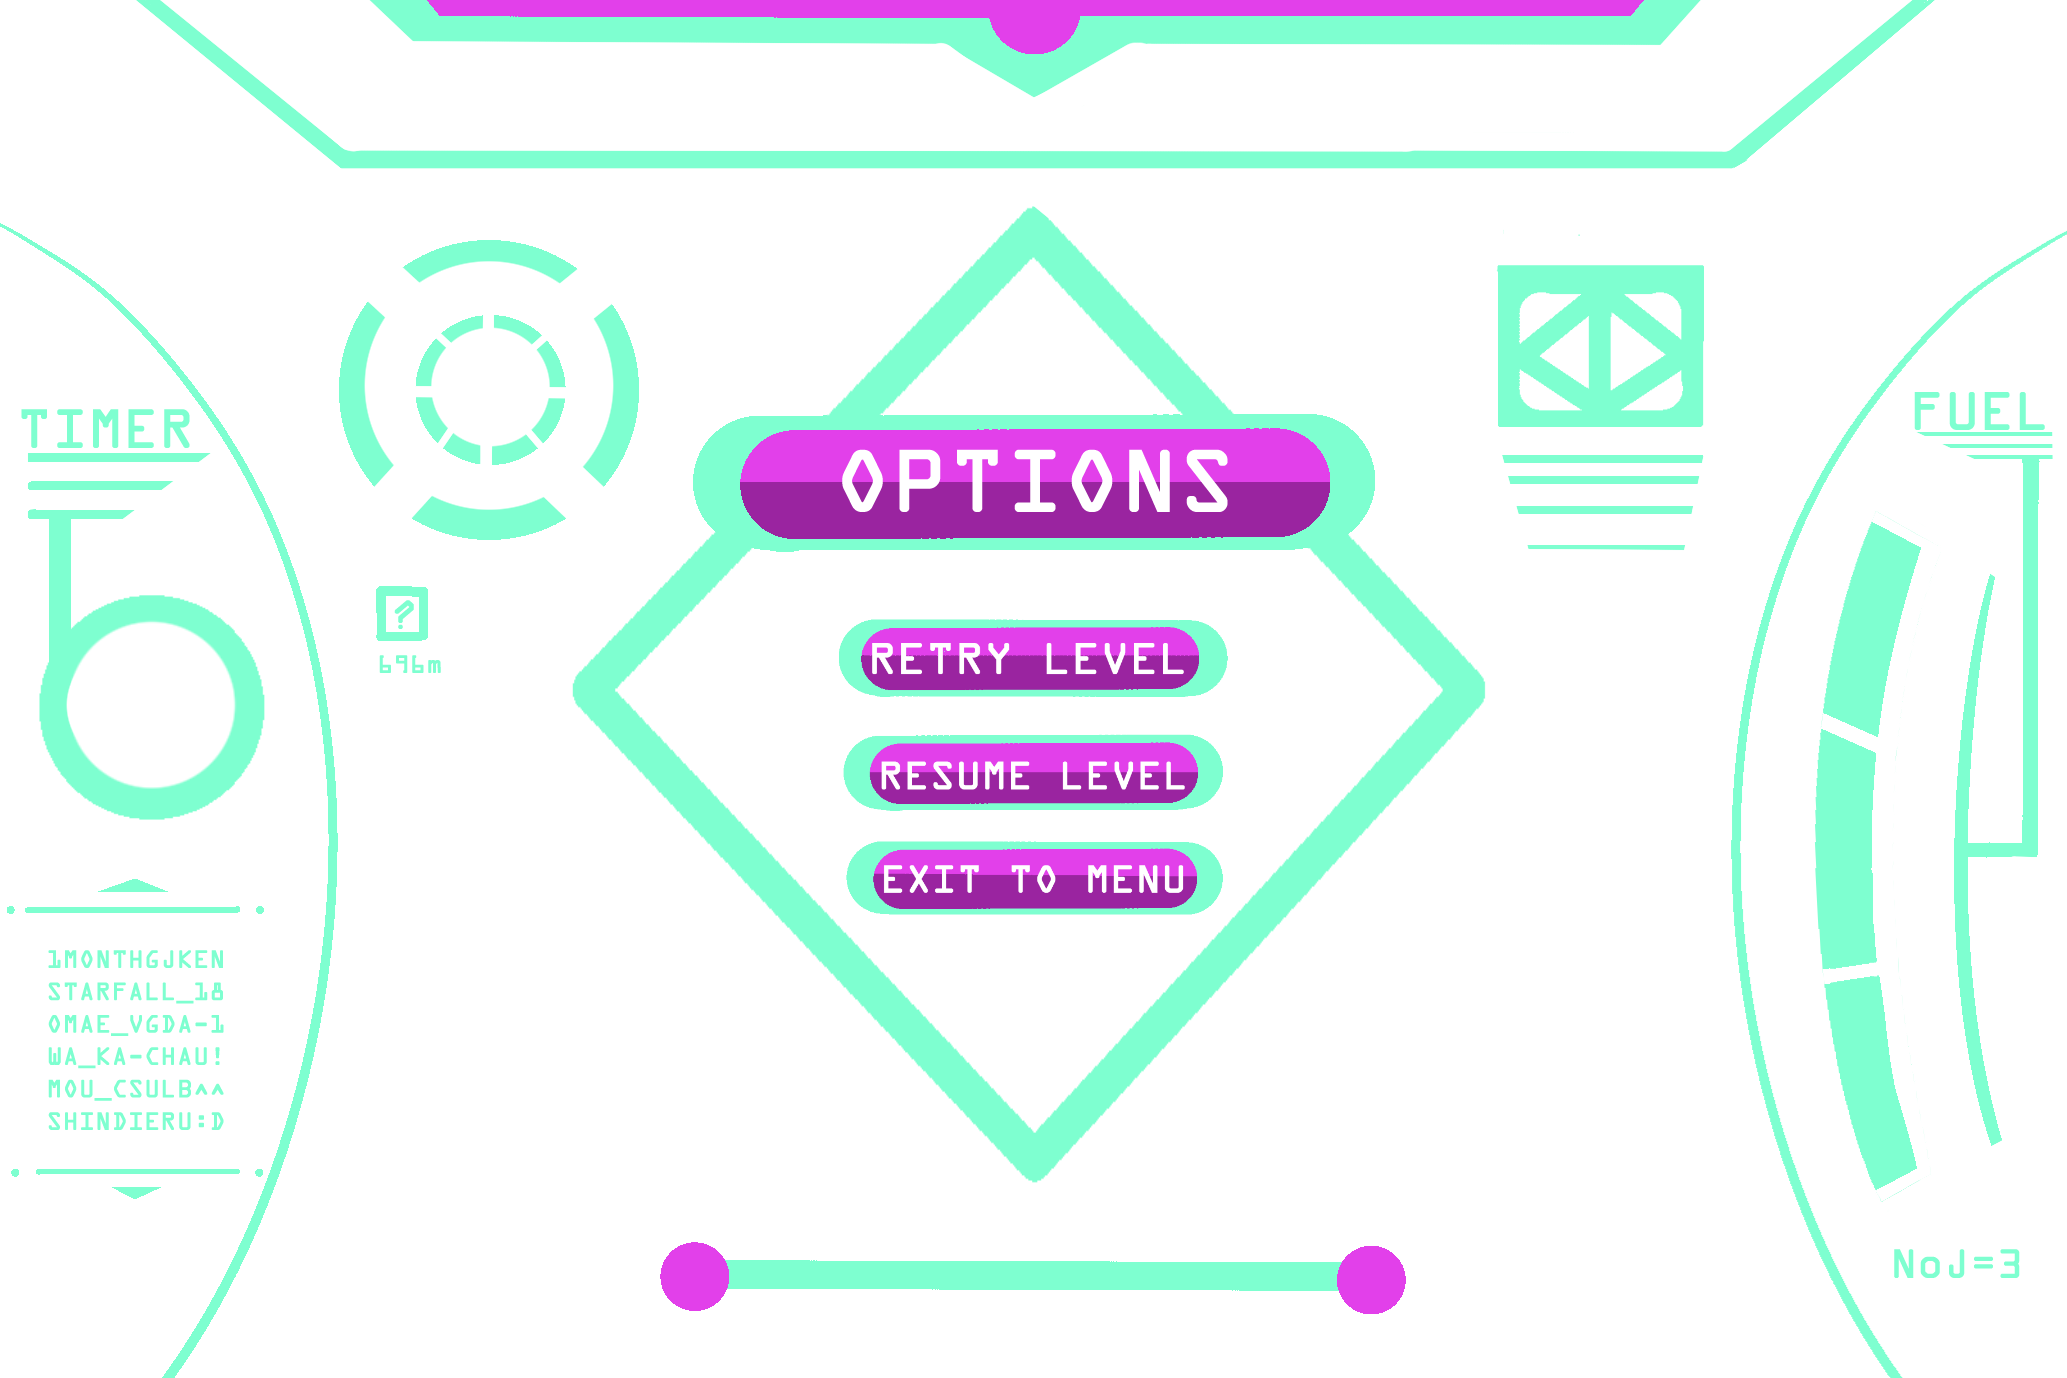 TIMER
FUEL
OPTIONS
?
696m
RETRY LEVEL
RESUME LEVEL
EXIT TO MENU
1MONTHGJKEN
STARFALL_18
OMAE_VGDA-1
WA_KA-CHAU!
MOU_CSULB^^
SHINDIERU:D
NoJ=3